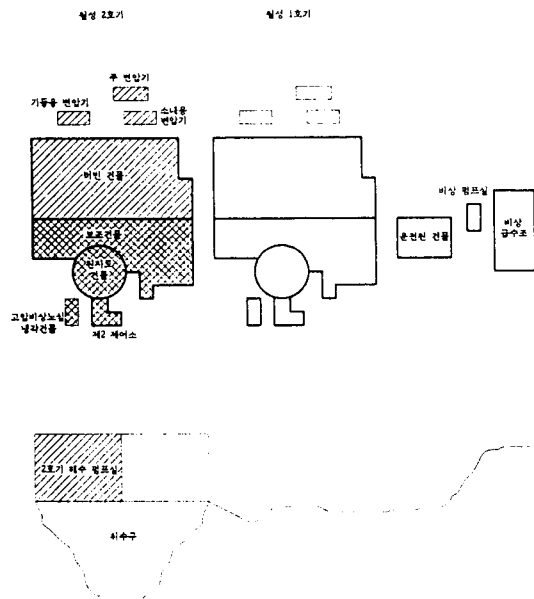 월성 2호기
월성 1호기
주 변압기
기동용 변압기
소내용
변압기
터빈 건물
비상 펌프실
보조건물
운전원 건물
비상
급수조
원자로
건물
고압비상노심
냉각건물
제2 제어소
2호기 해수 펌프실
취수구